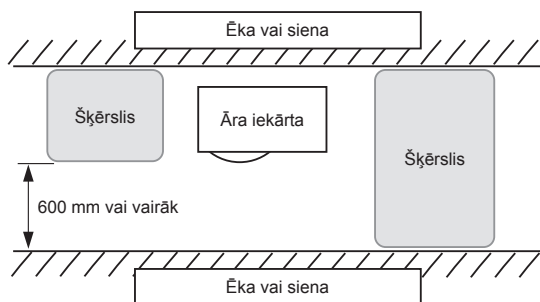 Ēka vai siena
Šķērslis
Āra iekārta
Šķērslis
600 mm vai vairāk
Ēka vai siena